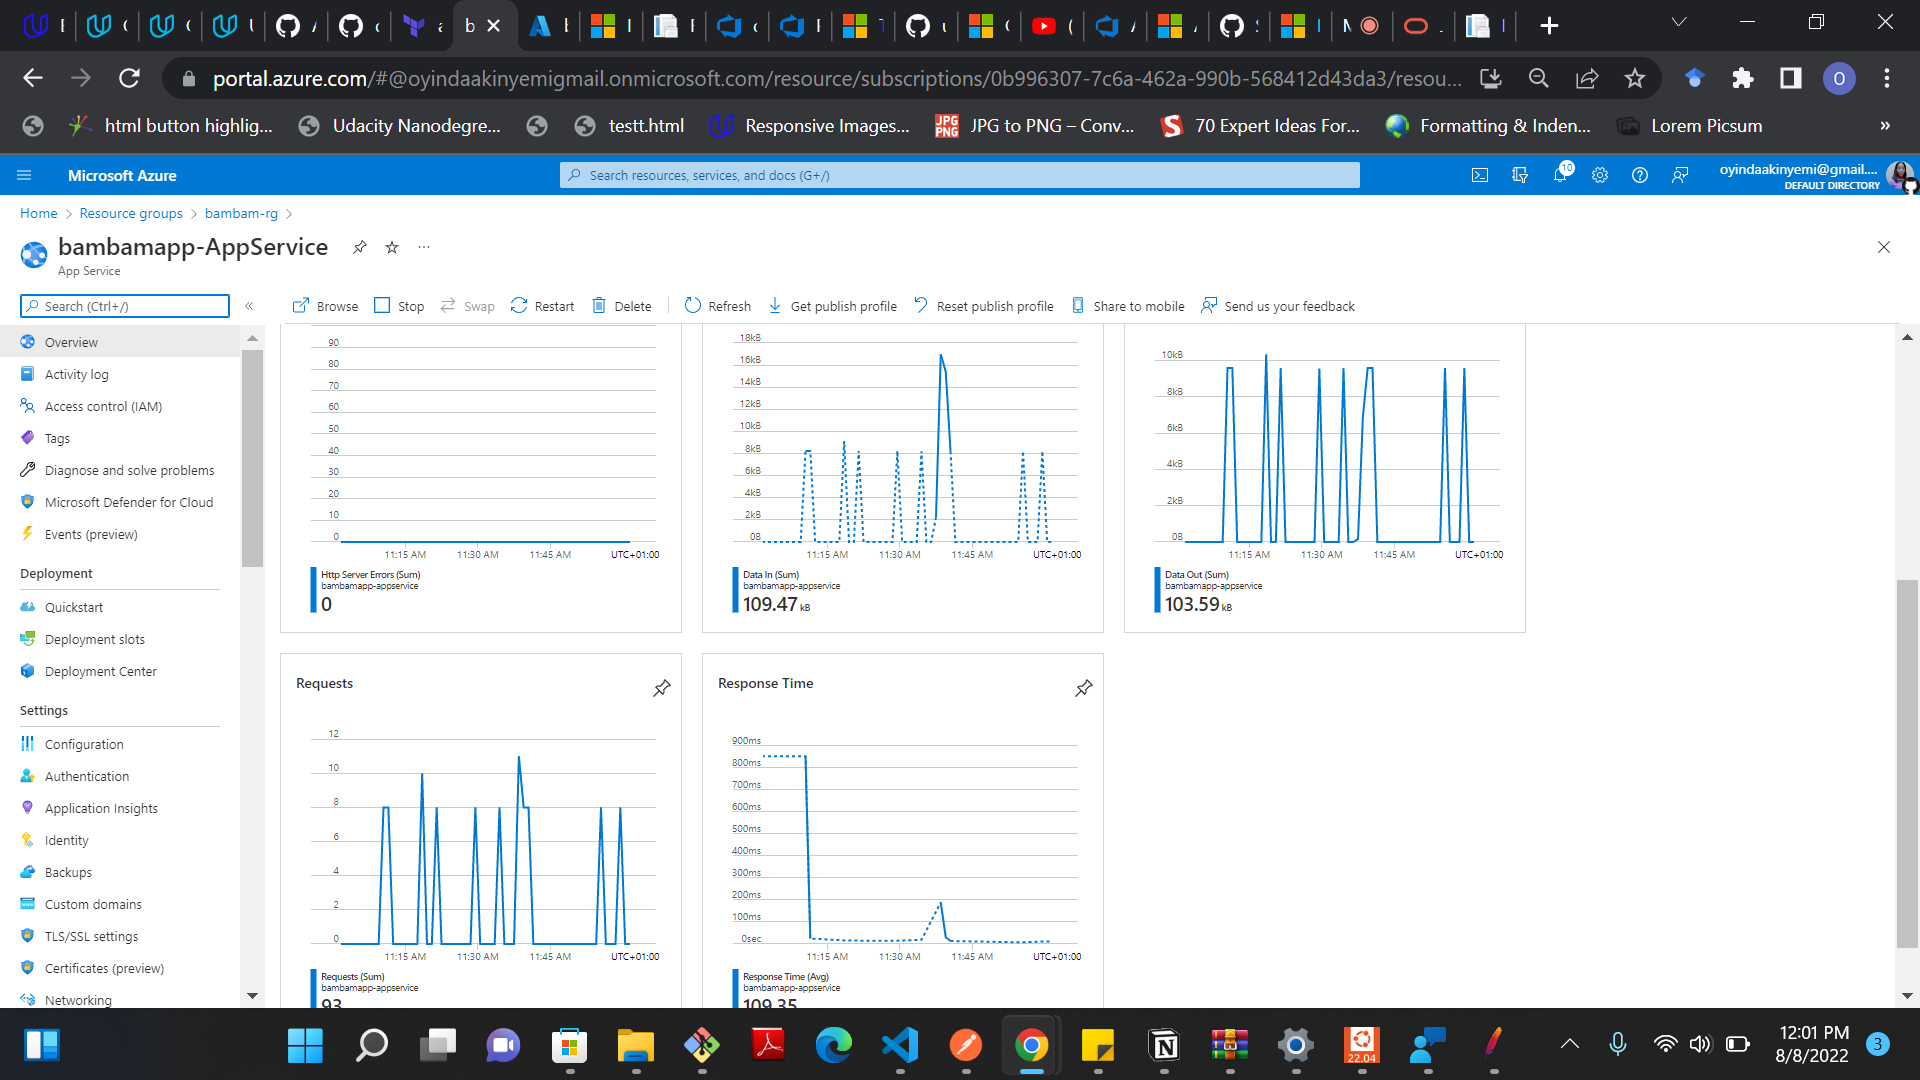 portal.azure.com/#@oyindaakinyemigmail.onmicrosoft.com/resource/subscriptions/0b996307-7c6a-462a-990b-568412d43da3/resou...
O
html button highlig...
Udacity Nanodegre...
testt.html
Responsive Images...
JPG to PNG – Conv...
70 Expert Ideas For...
Formatting & Inden...
Lorem Picsum
»
Microsoft Azure
Search resources, services, and docs (G+/)
10
oyindaakinyemi@gmail....
DEFAULT DIRECTORY
Home > Resource groups > bambam-rg >
bambamapp-AppService
App Service
Search (Ctrl+/)
Browse
Stop
Swap
Restart
Delete
Refresh
Get publish profile
Reset publish profile
Share to mobile
Send us your feedback
Overview
Activity log
Access control (IAM)
Tags
Diagnose and solve problems
Microsoft Defender for Cloud
Events (preview)
Deployment
Quickstart
Deployment slots
Deployment Center
Settings
Configuration
Authentication
Application Insights
Identity
Backups
Custom domains
TLS/SSL settings
Certificates (preview)
Networking
90
80
70
60
50
40
30
20
10
0
11:15 AM 11:30 AM 11:45 AM UTC+01:00
Http Server Errors (Sum)
bambamapp-appservice
0
18kB
16kB
14kB
12kB
10kB
8kB
6kB
4kB
2kB
0B
11:15 AM 11:30 AM 11:45 AM UTC+01:00
Data In (Sum)
bambamapp-appservice
109.47 kB
10kB
8kB
6kB
4kB
2kB
0B
11:15 AM 11:30 AM 11:45 AM UTC+01:00
Data Out (Sum)
bambamapp-appservice
103.59 kB
Requests
12
10
8
6
4
2
0
11:15 AM 11:30 AM 11:45 AM UTC+01:00
Requests (Sum)
bambamapp-appservice
93
Response Time
900ms
800ms
700ms
600ms
500ms
400ms
300ms
200ms
100ms
0sec
11:15 AM 11:30 AM 11:45 AM UTC+01:00
Response Time (Avg)
bambamapp-appservice
109.35
22.04
12:01 PM
8/8/2022
3